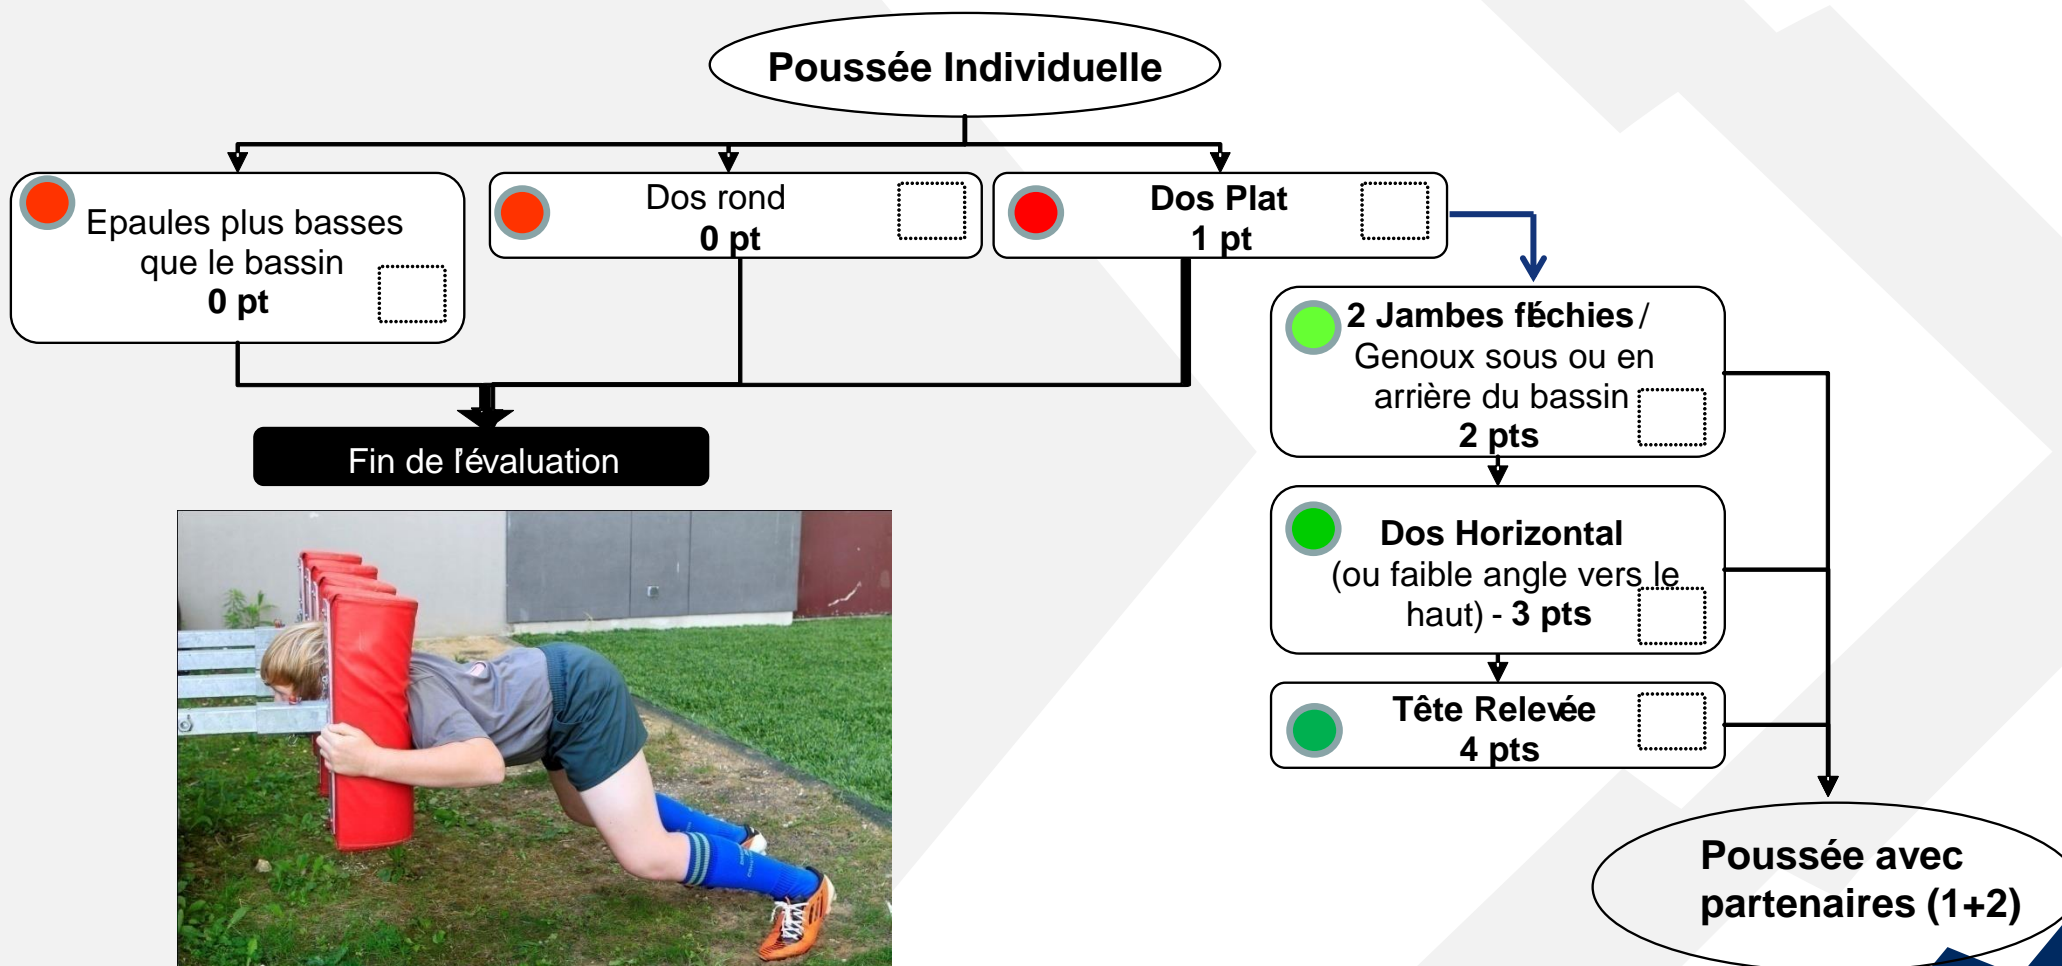 Poussée Individuelle
Epaules plus basses
que le bassin
0 pt
Dos rond
0 pt
Dos Plat
1 pt
2 Jambes fléchies /
Genoux sous ou en
arrière du bassin
2 pts
Fin de l'évaluation
Dos Horizontal
(ou faible angle vers le
haut) - 3 pts
Tête Relevée
4 pts
Poussée avec
partenaires (1+2)